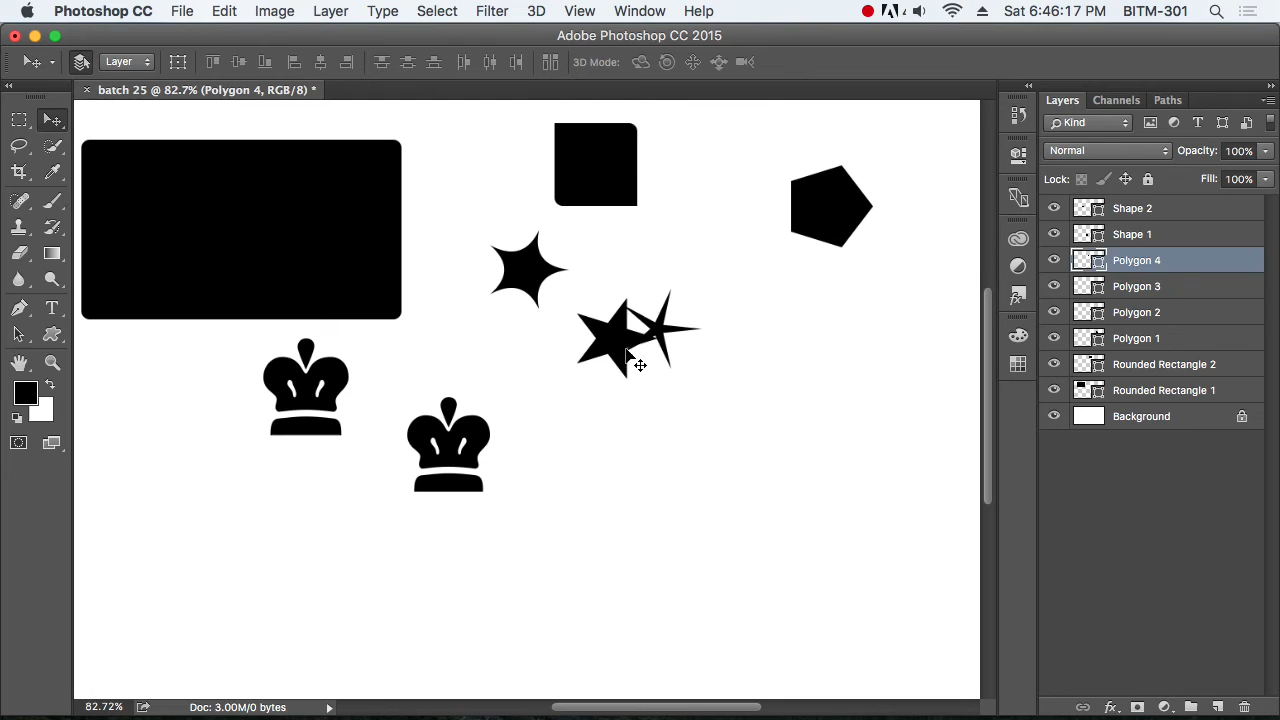 Photoshop CC File Edit Image Layer Type Select Filter 3D View Window Help 4 Sat 6:46:17 PM BITM-301
Adobe Photoshop CC 2015
Layer 3D Mode:
batch 25 @ 82.7% (Polygon 4, RGB/8) *
Layers Channels Paths
Kind
Normal Opacity: 100%
Lock: Fill: 100%
Shape 2
Shape 1
Polygon 4
Polygon 3
Polygon 2
Polygon 1
Rounded Rectangle 2
Rounded Rectangle 1
Background
82.72% Doc: 3.00M/0 bytes